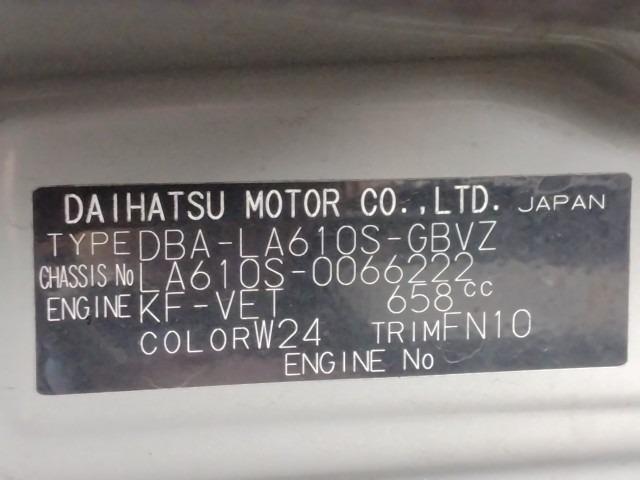 DAIHATSU MOTOR CO.,LTD. JAPAN
TYPE DBA-LA610S-GBVZ
CHASSIS No LA610S-0066222
ENGINE KF-VET 658cc
COLOR W24 TRIM FN10
ENGINE No